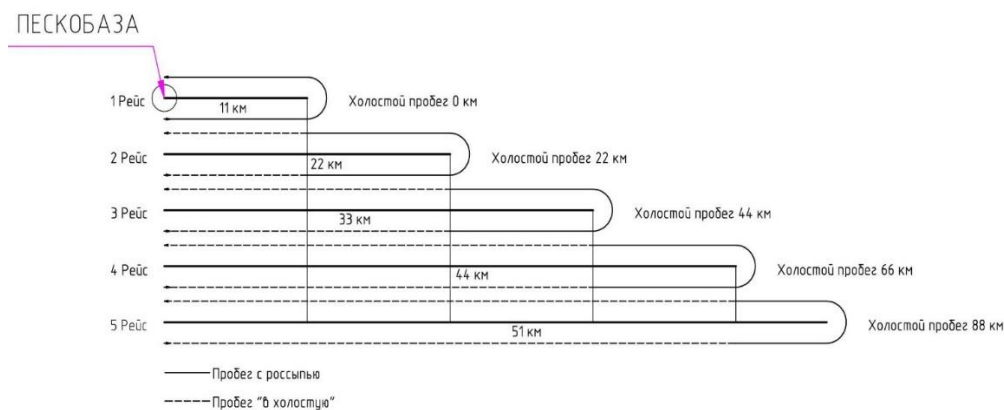 ПЕСКОБАЗА
1 Рейс
11 км
Холостой пробег 0 км
2 Рейс
22 км
Холостой пробег 22 км
3 Рейс
33 км
Холостой пробег 44 км
4 Рейс
44 км
Холостой пробег 66 км
5 Рейс
51 км
Холостой пробег 88 км
Пробег с россыпью
Пробег "в холостую"